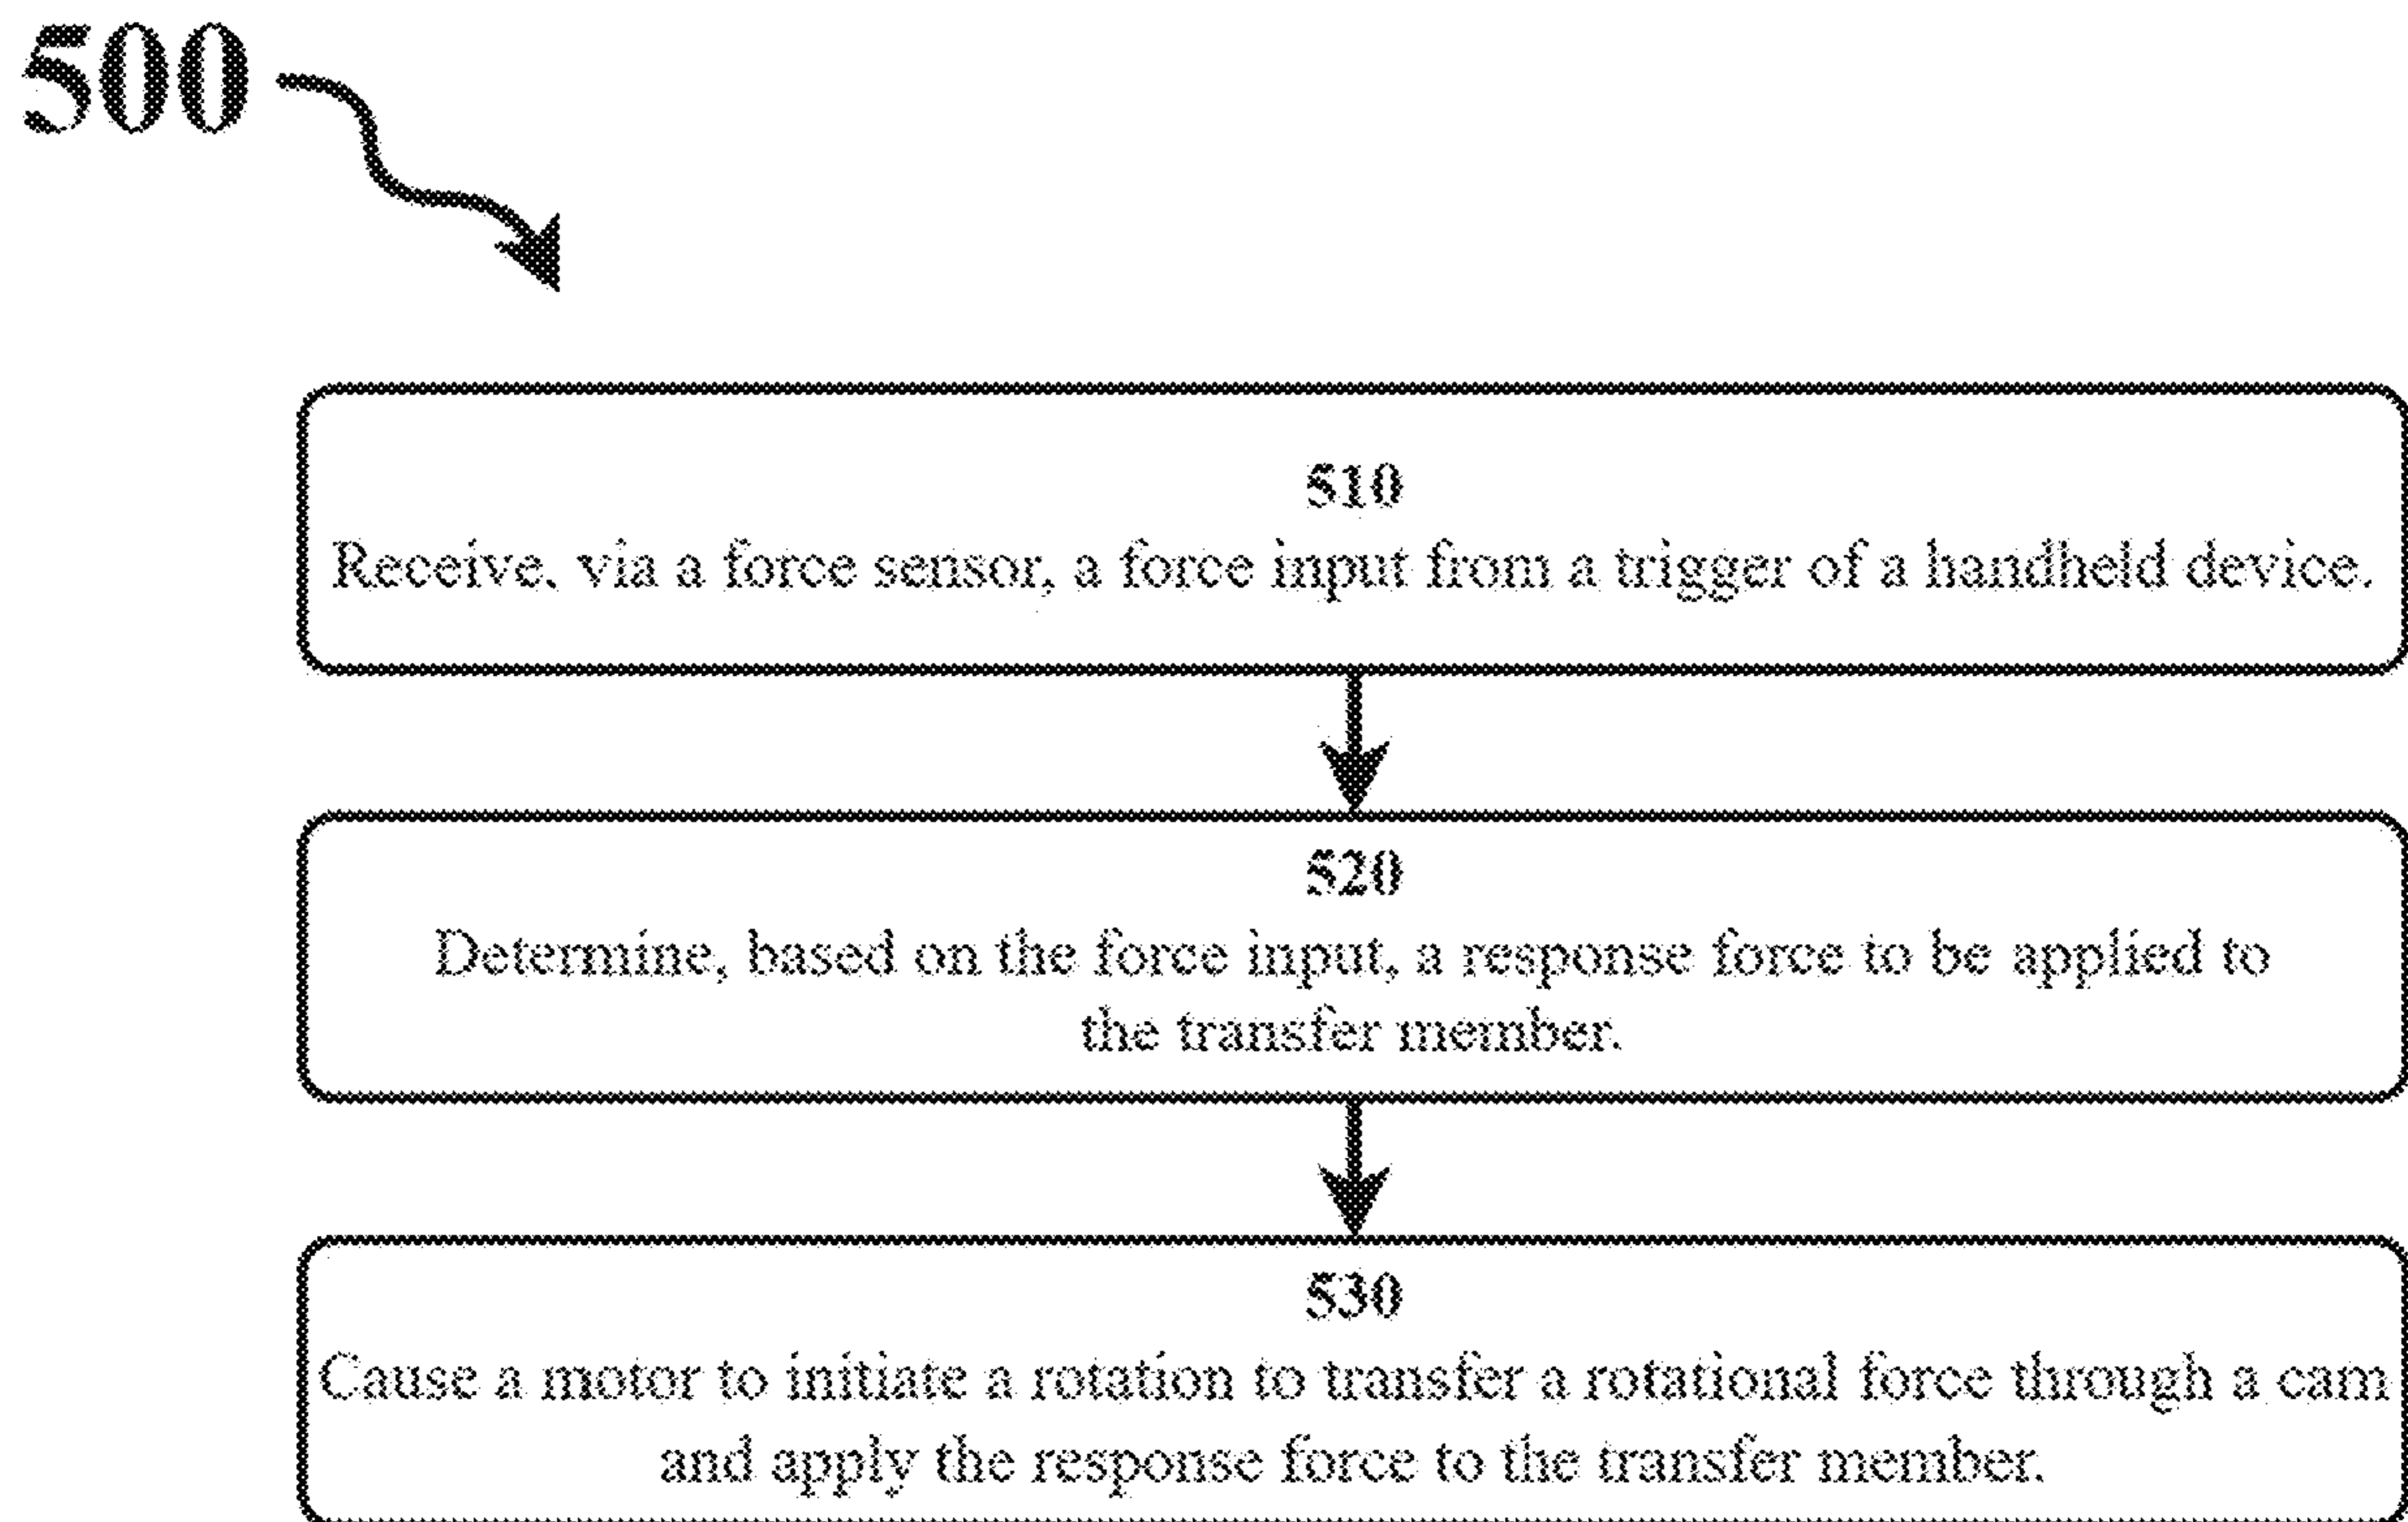 500
510
Receive, via a force sensor, a force input from a trigger of a handheld device.
520
Determine, based on the force input, a response force to be applied to
the transfer member.
530
Cause a motor to initiate a rotation to transfer a rotational force through a cam
and apply the response force to the transfer member.